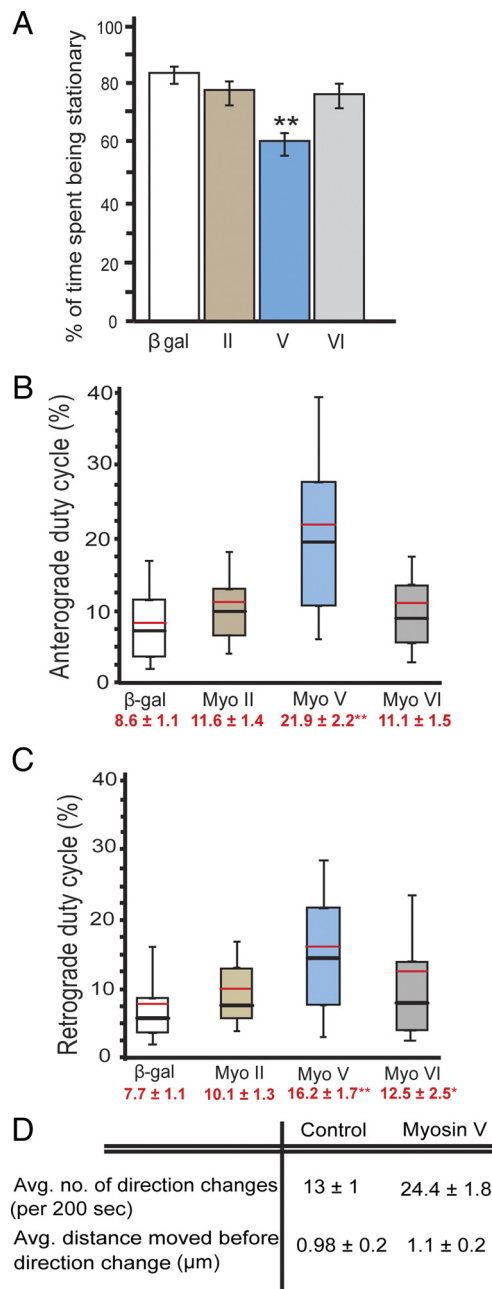 A
% of time spent being stationary
100
80
60
40
20
0
**
β gal II V VI
B
Anterograde duty cycle (%)
40
30
20
10
0
β-gal Myo II Myo V Myo VI
8.6 ± 1.1 11.6 ± 1.4 21.9 ± 2.2** 11.1 ± 1.5
C
Retrograde duty cycle (%)
40
30
20
10
0
β-gal Myo II Myo V Myo VI
7.7 ± 1.1 10.1 ± 1.3 16.2 ± 1.7** 12.5 ± 2.5*
D
Control Myosin V
Avg. no. of direction changes 13 ± 1 24.4 ± 1.8
(per 200 sec)
Avg. distance moved before 0.98 ± 0.2 1.1 ± 0.2
direction change (µm)